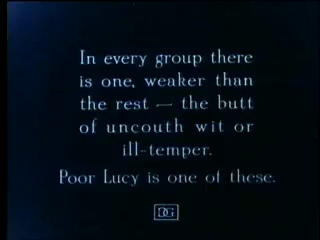 In every group there
is one, weaker than
the rest — the butt
of uncouth wit or
ill-temper.
Poor Lucy is one of these.
DG